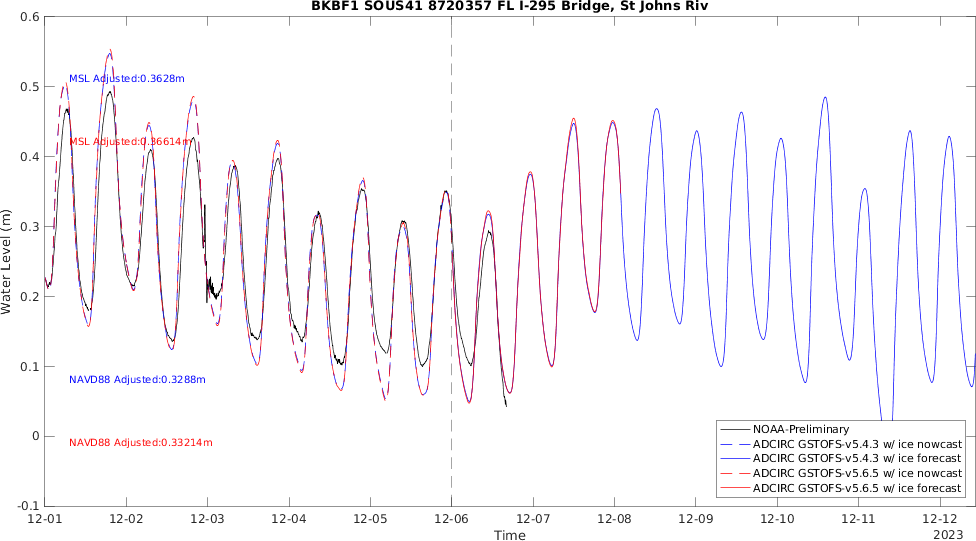 BKBF1 SOUS41 8720357 FL I-295 Bridge, St Johns Riv
0.6
0.5
0.4
0.3
0.2
0.1
0
-0.1
Water Level (m)
MSL Adjusted:0.3628m
MSL Adjusted:0.36614m
NAVD88 Adjusted:0.3288m
NAVD88 Adjusted:0.33214m
NOAA-Preliminary
ADCIRC GSTOFS-v5.4.3 w/ ice nowcast
ADCIRC GSTOFS-v5.4.3 w/ ice forecast
ADCIRC GSTOFS-v5.6.5 w/ ice nowcast
ADCIRC GSTOFS-v5.6.5 w/ ice forecast
12-01 12-02 12-03 12-04 12-05 12-06 12-07 12-08 12-09 12-10 12-11 12-12
2023
Time